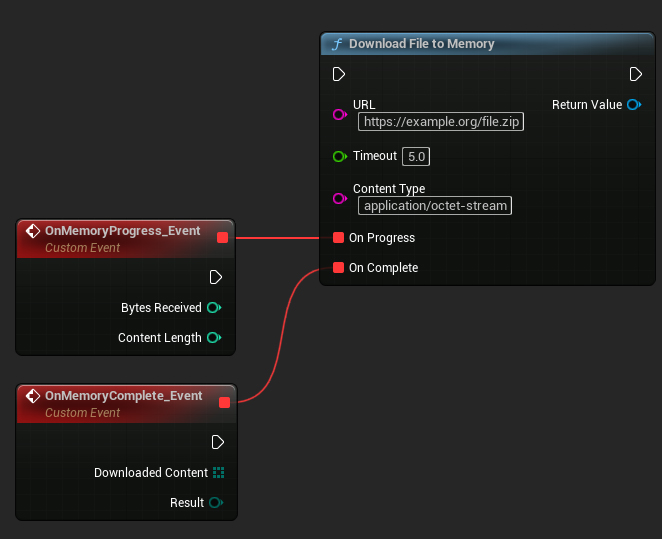 Download File to Memory
URL
https://example.org/file.zip
Return Value
Timeout 5.0
Content Type
application/octet-stream
On Progress
On Complete
OnMemoryProgress_Event
Custom Event
Bytes Received
Content Length
OnMemoryComplete_Event
Custom Event
Downloaded Content
Result